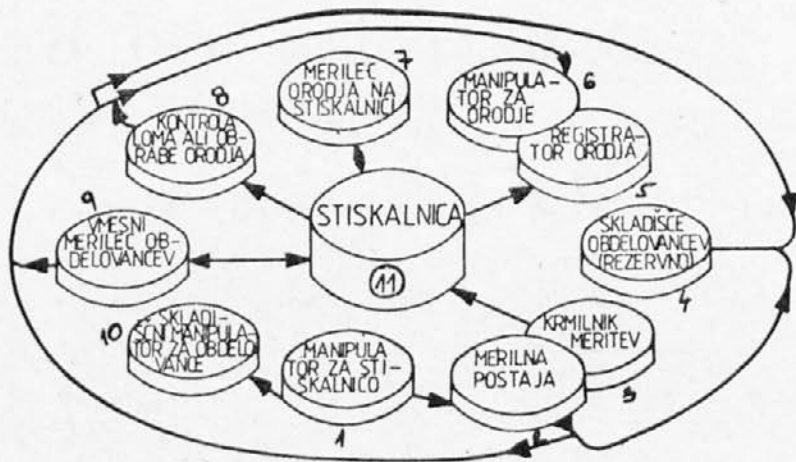 7
MERILEC
ORODJA NA
STISKALNICI
6
MANIPULA-
TOR ZA
ORODJE
8
KONTROLA
LOMA ALI OB-
RABE ORODJA
REGISTRA-
TOR ORODJA
9
VMESNI
MERILEC OB-
DELOVANCEV
STISKALNICA
11
5
SKLADIŠČE
OBDELOVANCEV
(REZERVNO)
4
10
SKLADI-
ŠČNI MANIPULA-
TOR ZA OBDELO
VANCE
MANIPULA
TOR ZA STI-
SKALNICO
1
MERILNA
POSTAJA
2
KRMILNIK
MERITEV
3